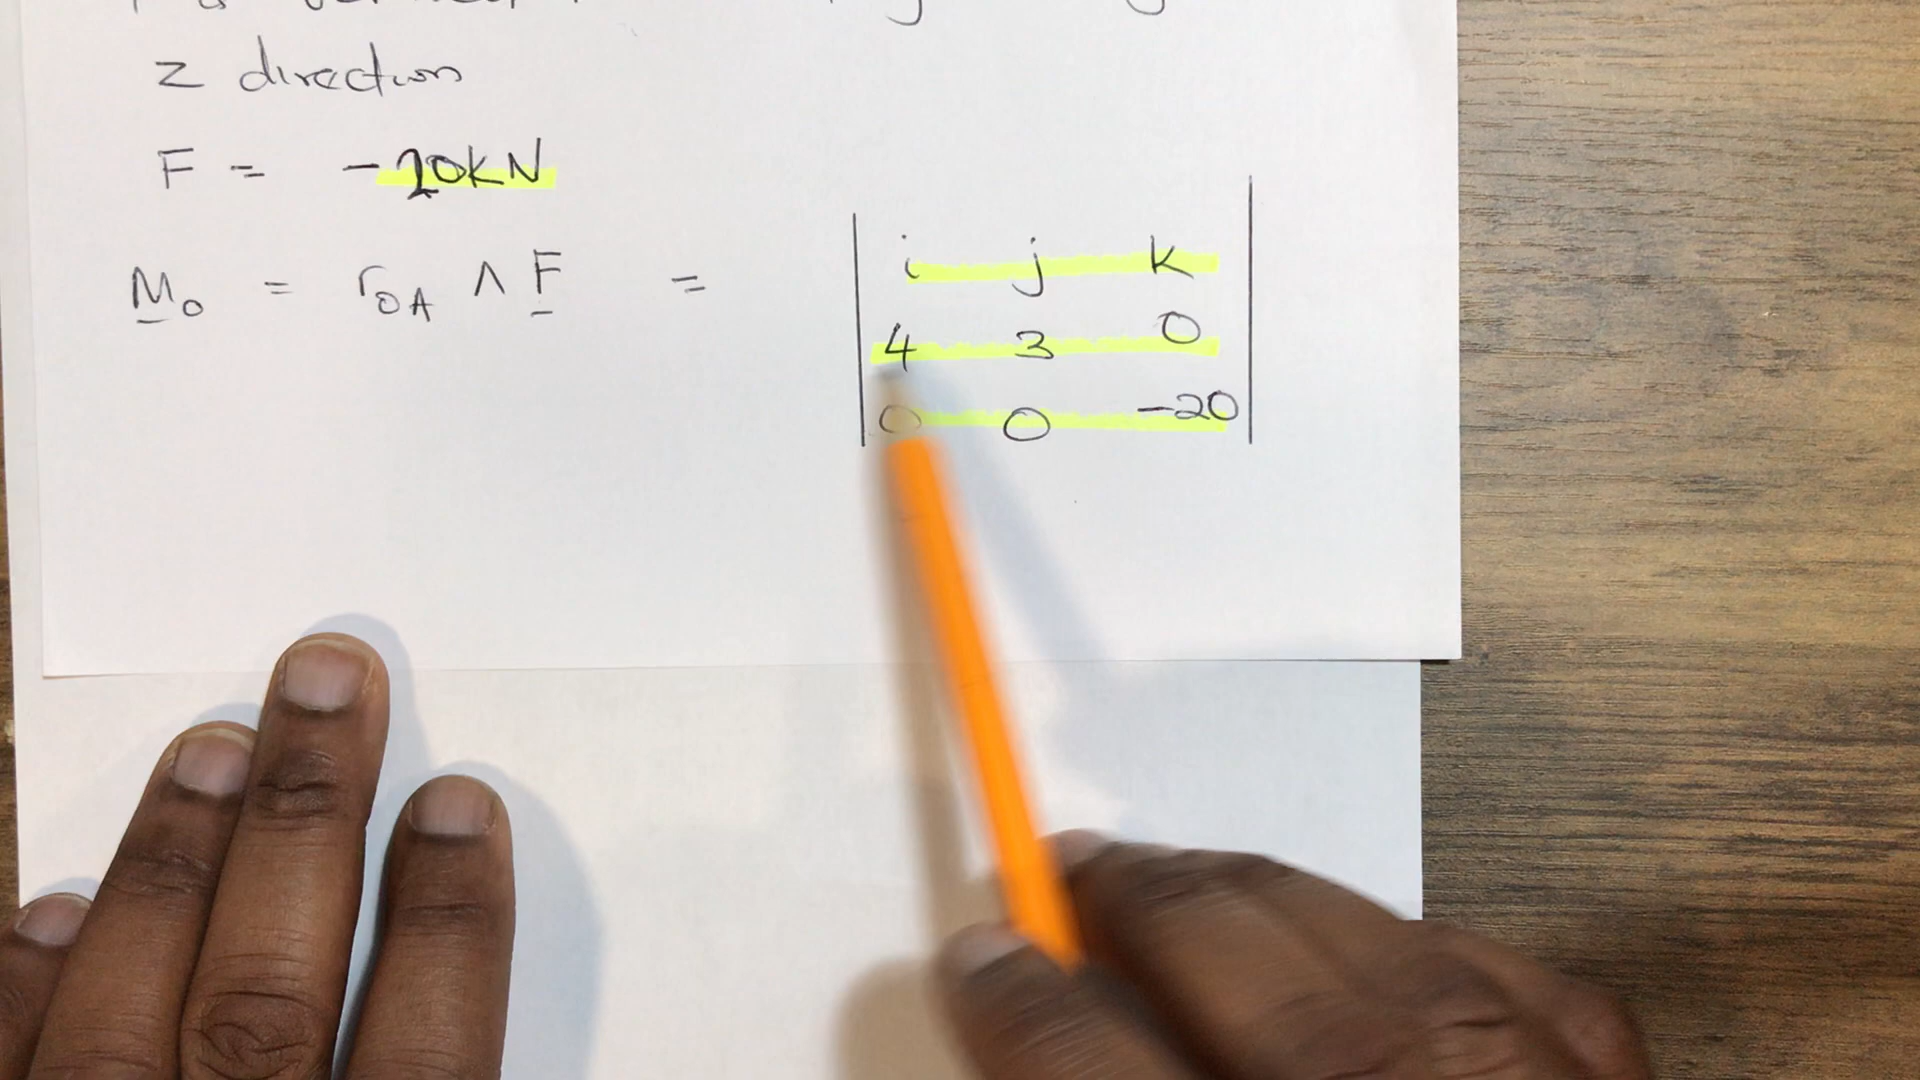 z direction
F = -20kN
M₀ = r₀A ∧ F =
i j k
4 3 0
0 0 -20